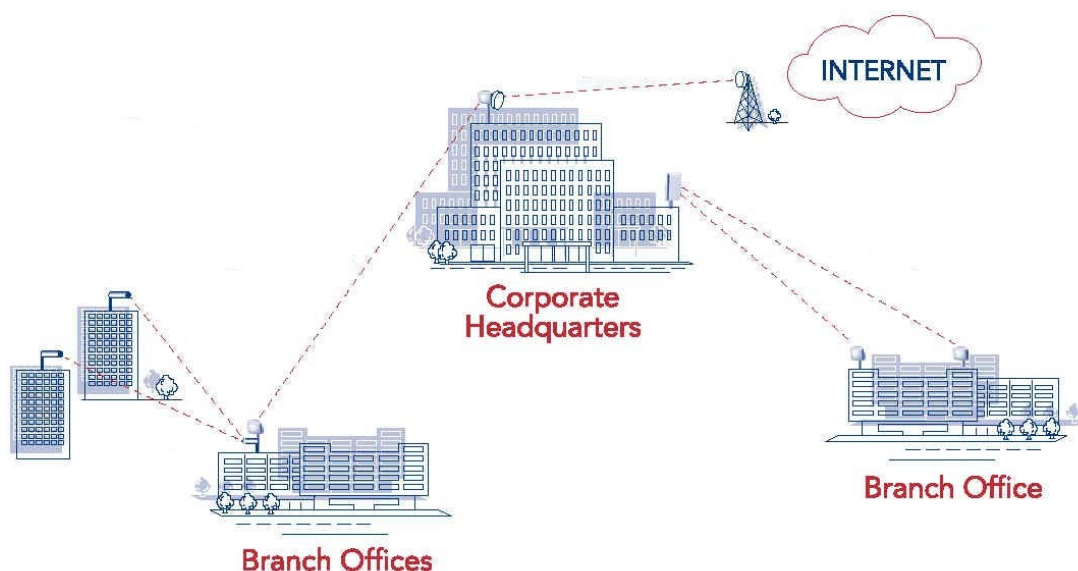 INTERNET
Corporate
Headquarters
Branch Office
Branch Offices